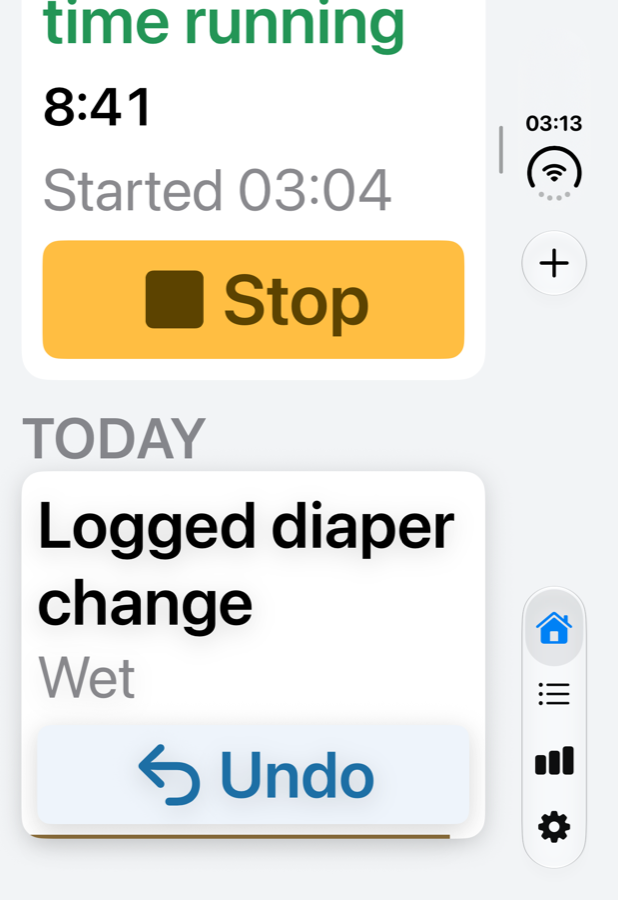 time running
8:41
Started 03:04
Stop
TODAY
Logged diaper
change
Wet
Undo
03:13